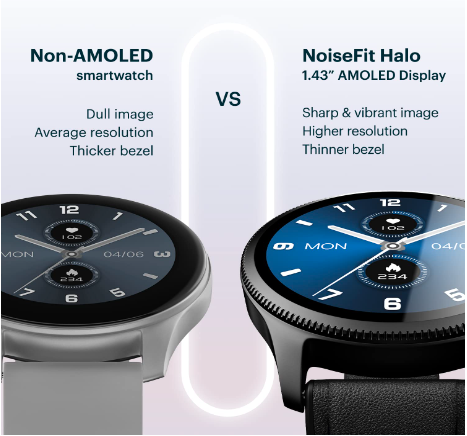 Non-AMOLED
smartwatch
Dull image
Average resolution
Thicker bezel
VS
NoiseFit Halo
1.43” AMOLED Display
Sharp & vibrant image
Higher resolution
Thinner bezel
11 12 1
102
MON 04/06 3
234
7 6 5
11 12 1
102
9 MON 04/06
234
7 6 5